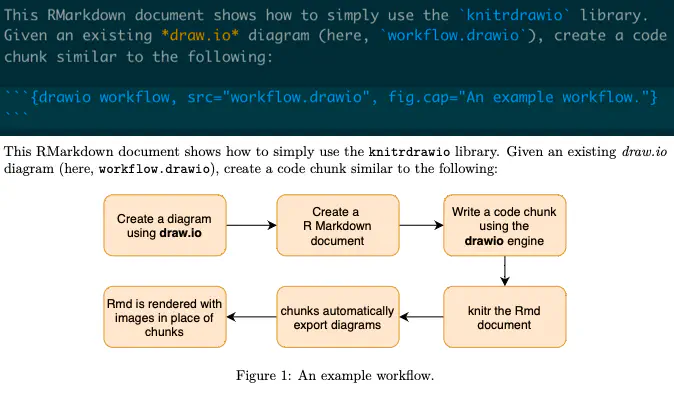 This RMarkdown document shows how to simply use the `knitrdrawio` library.
Given an existing *draw.io* diagram (here, `workflow.drawio`), create a code
chunk similar to the following:
```{drawio workflow, src="workflow.drawio", fig.cap="An example workflow."}
```
This RMarkdown document shows how to simply use the knitrdrawio library. Given an existing draw.io
diagram (here, workflow.drawio), create a code chunk similar to the following:
Create a diagram
using draw.io
Create a
R Markdown
document
Write a code chunk
using the
drawio engine
Rmd is rendered with
images in place of
chunks
chunks automatically
export diagrams
knitr the Rmd
document
Figure 1: An example workflow.